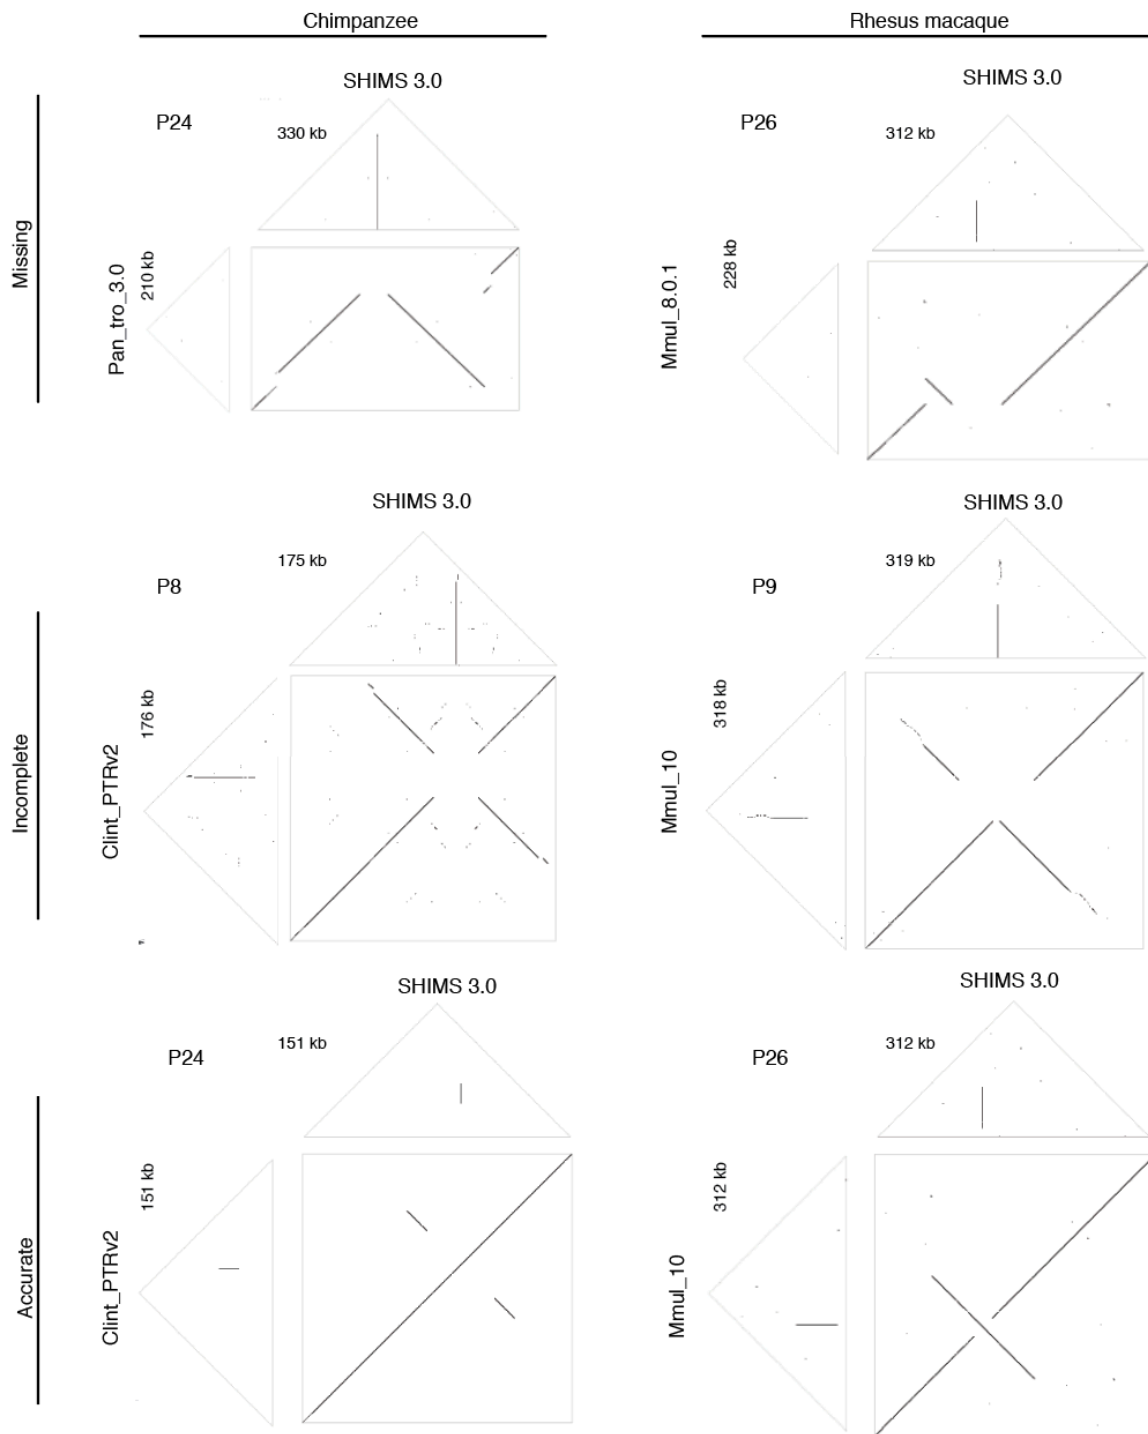 Chimpanzee
Rhesus macaque
Missing
SHIMS 3.0
P24
330 kb
Pan_tro_3.0
210 kb
SHIMS 3.0
P26
312 kb
Mmul_8.0.1
228 kb
Incomplete
SHIMS 3.0
P8
175 kb
Clint_PTRv2
176 kb
SHIMS 3.0
P9
319 kb
Mmul_10
318 kb
Accurate
SHIMS 3.0
P24
151 kb
Clint_PTRv2
151 kb
SHIMS 3.0
P26
312 kb
Mmul_10
312 kb